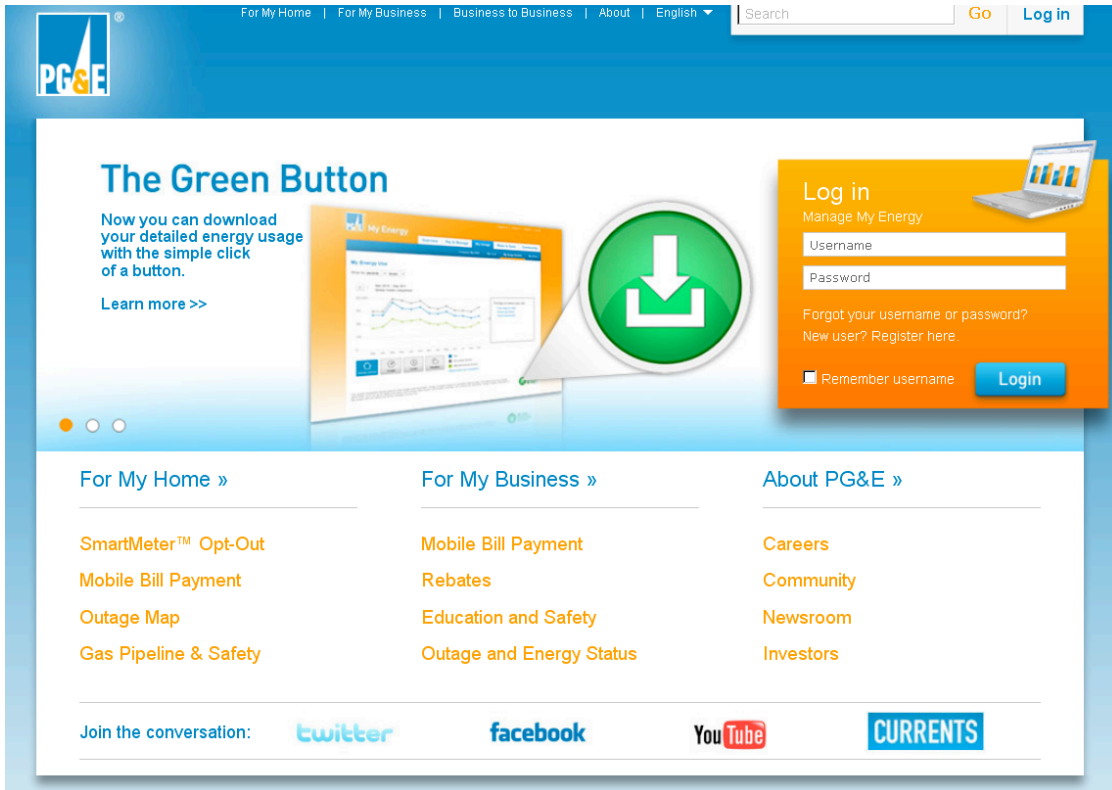 For My Home | For My Business | Business to Business | About | English
Search
Go
Log in
®
PG&E
The Green Button
Now you can download
your detailed energy usage
with the simple click
of a button.
Learn more >>
My Energy
My Energy Use
Log in
Manage My Energy
Username
Password
Forgot your username or password?
New user? Register here.
Remember username
Login
For My Home »
For My Business »
About PG&E »
SmartMeter™ Opt-Out
Mobile Bill Payment
Careers
Mobile Bill Payment
Rebates
Community
Outage Map
Education and Safety
Newsroom
Gas Pipeline & Safety
Outage and Energy Status
Investors
Join the conversation:
twitter
facebook
YouTube
CURRENTS